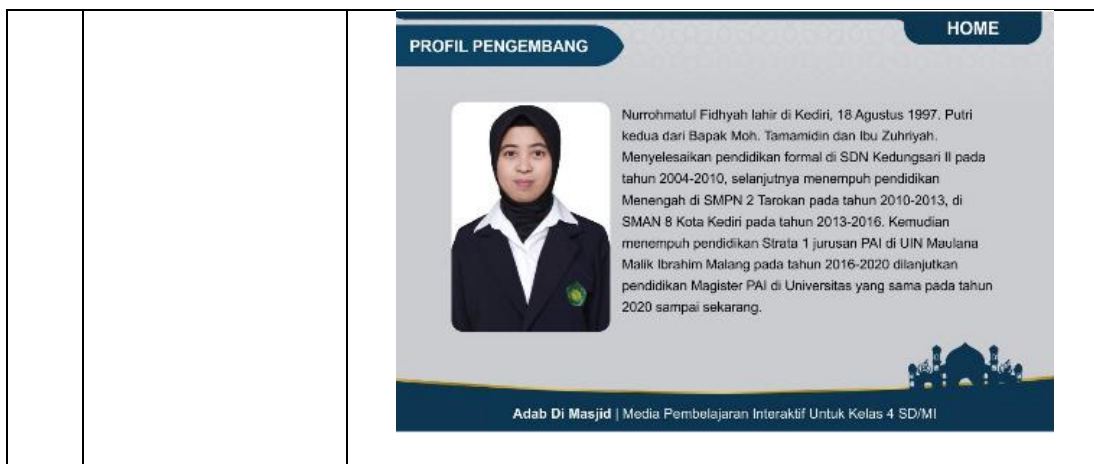 HOME
PROFIL PENGEMBANG
Nurrohmatul Fidhyah lahir di Kediri, 18 Agustus 1997. Putri
kedua dari Bapak Moh. Tamamidin dan Ibu Zuhriyah.
Menyelesaikan pendidikan formal di SDN Kedungsari II pada
tahun 2004-2010, selanjutnya menempuh pendidikan
Menengah di SMPN 2 Tarokan pada tahun 2010-2013, di
SMAN 8 Kota Kediri pada tahun 2013-2016. Kemudian
menempuh pendidikan Strata 1 jurusan PAI di UIN Maulana
Malik Ibrahim Malang pada tahun 2016-2020 dilanjutkan
pendidikan Magister PAI di Universitas yang sama pada tahun
2020 sampai sekarang.
Adab Di Masjid | Media Pembelajaran Interaktif Untuk Kelas 4 SD/MI